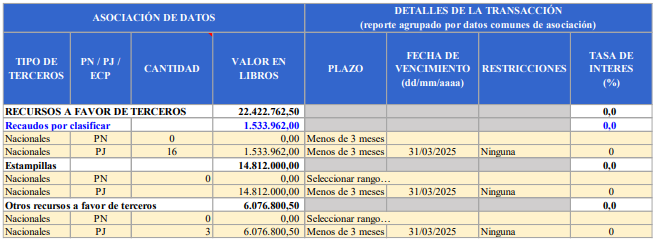 ASOCIACIÓN DE DATOS DETALLES DE LA TRANSACCIÓN
(reporte agrupado por datos comunes de asociación)
TIPO DE TERCEROS PN / PJ / ECP CANTIDAD VALOR EN LIBROS PLAZO FECHA DE VENCIMIENTO (dd/mm/aaaa) RESTRICCIONES TASA DE INTERES (%)
RECURSOS A FAVOR DE TERCEROS 22.422.762,50 0,0
Recaudos por clasificar 1.533.962,00 0,0
Nacionales PN 0 0,00 Menos de 3 meses
Nacionales PJ 16 1.533.962,00 Menos de 3 meses 31/03/2025 Ninguna 0
Estampillas 14.812.000,00 0,0
Nacionales PN 0 0,00 Seleccionar rango…
Nacionales PJ 14.812.000,00 Menos de 3 meses 31/03/2025 Ninguna 0
Otros recursos a favor de terceros 6.076.800,50 0,0
Nacionales PN 0 0,00 Seleccionar rango…
Nacionales PJ 3 6.076.800,50 Menos de 3 meses 31/03/2025 Ninguna 0